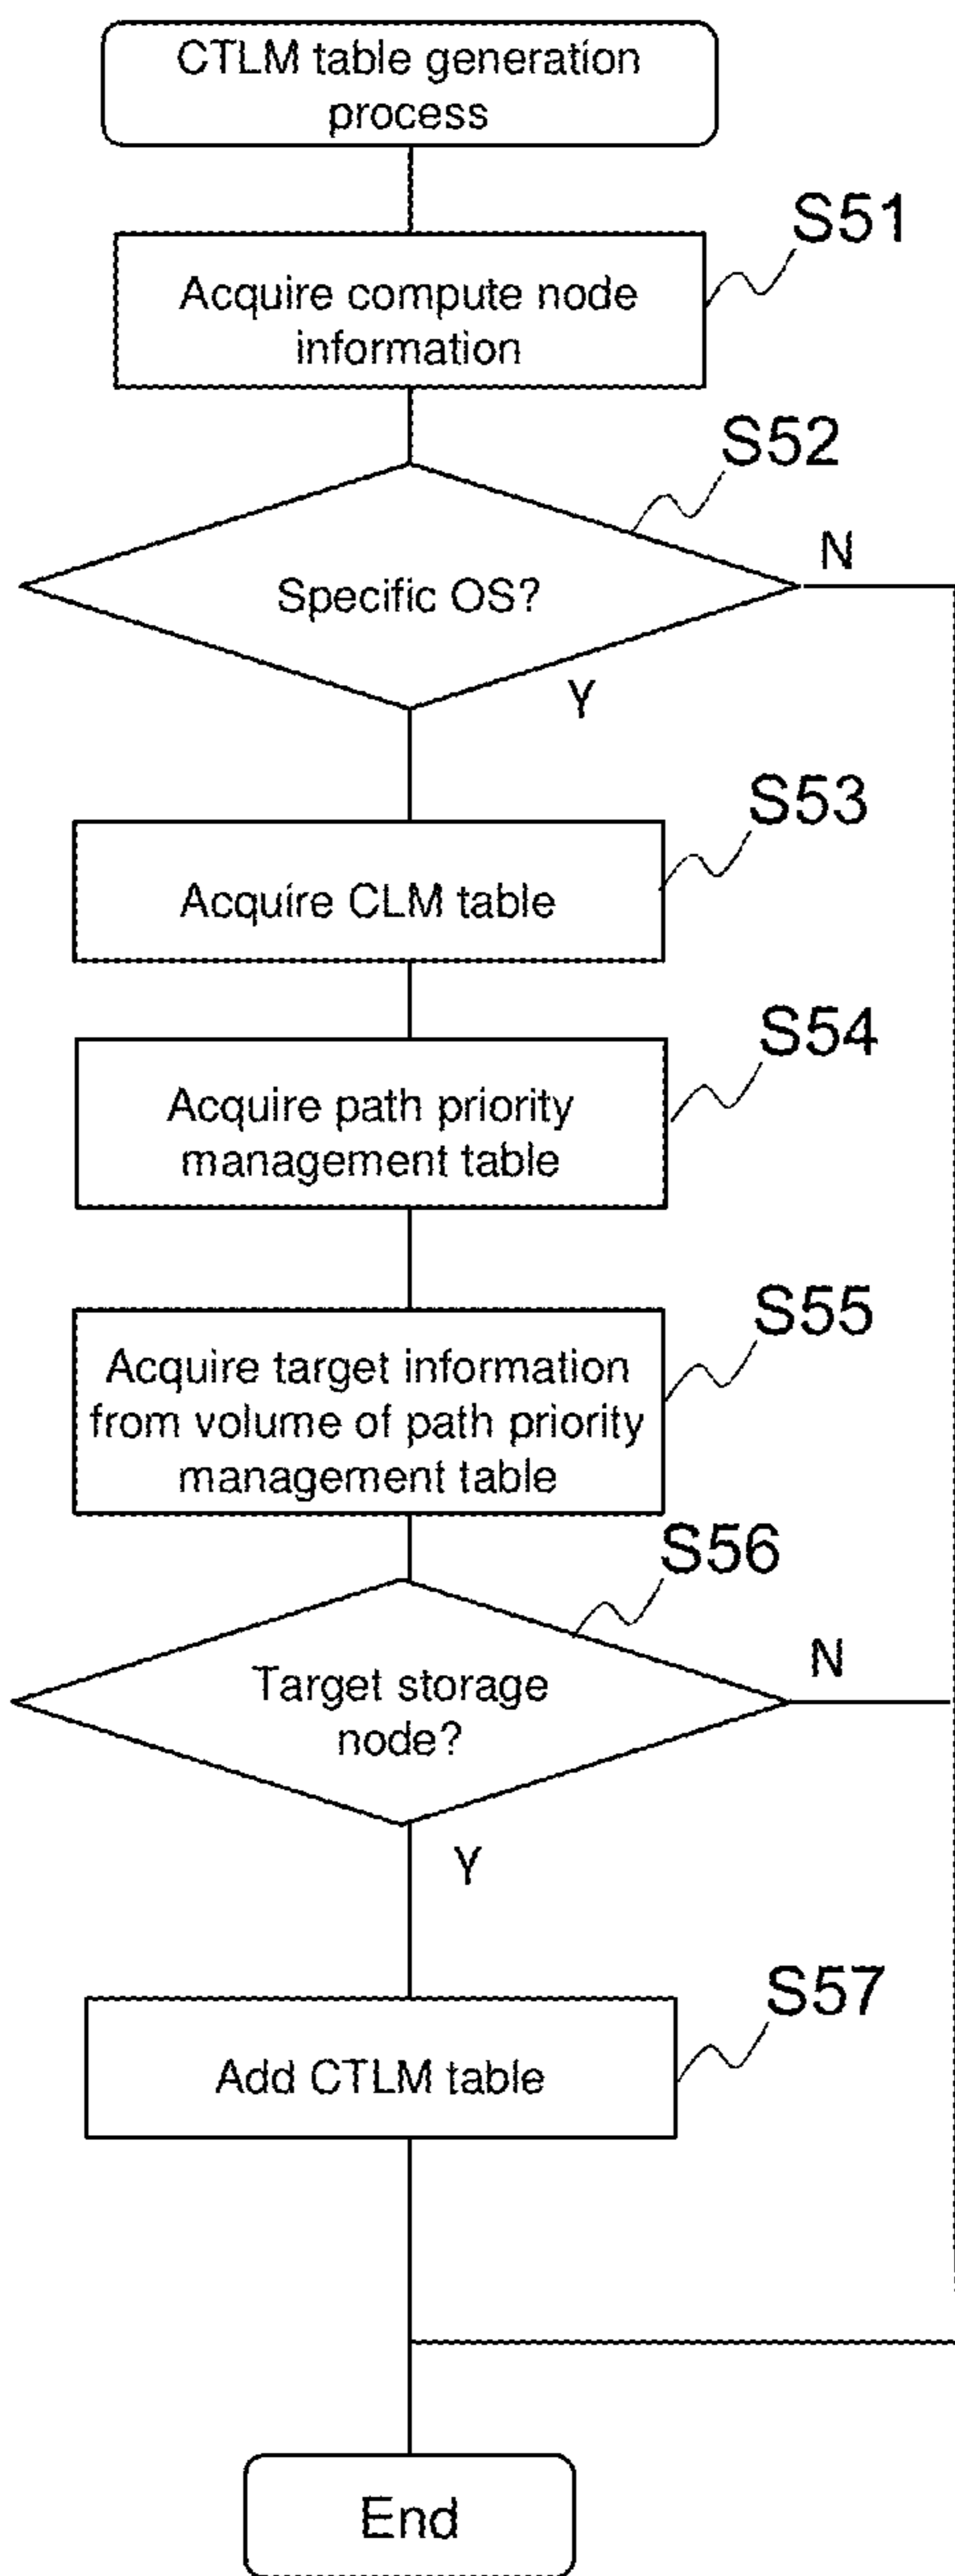 CTLM table generation
process
S51
Acquire compute node
information
S52
Specific OS?
N
Y
S53
Acquire CLM table
S54
Acquire path priority
management table
S55
Acquire target information
from volume of path priority
management table
S56
Target storage
node?
N
Y
S57
Add CTLM table
End